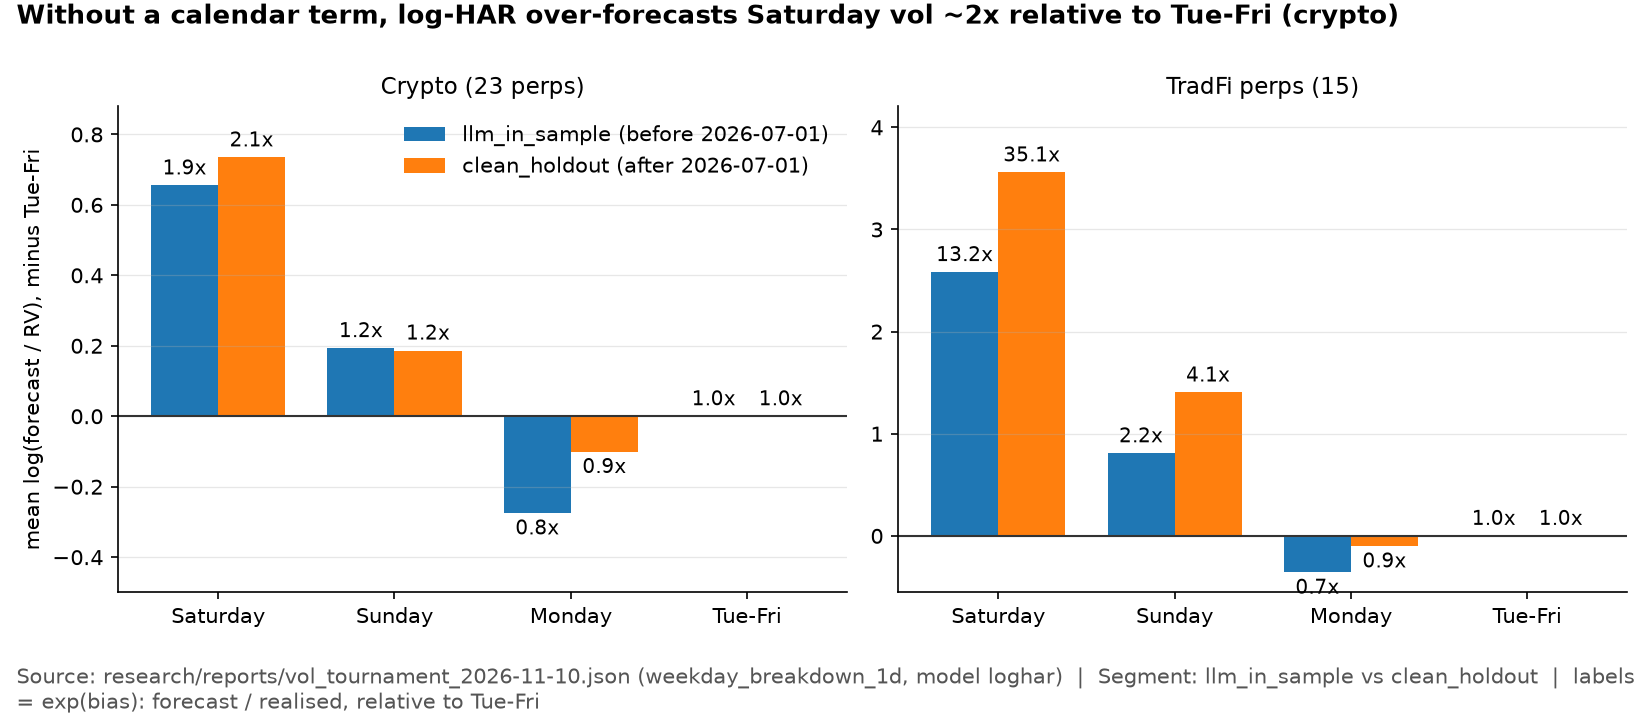 Without a calendar term, log-HAR over-forecasts Saturday vol ~2x relative to Tue-Fri (crypto)
Crypto (23 perps)
mean log(forecast / RV), minus Tue-Fri
0.8
0.6
0.4
0.2
0.0
−0.2
−0.4
llm_in_sample (before 2026-07-01)
clean_holdout (after 2026-07-01)
1.9x
2.1x
1.2x
1.2x
0.8x
0.9x
1.0x
1.0x
Saturday
Sunday
Monday
Tue-Fri
TradFi perps (15)
4
3
2
1
0
13.2x
35.1x
2.2x
4.1x
0.7x
0.9x
1.0x
1.0x
Saturday
Sunday
Monday
Tue-Fri
Source: research/reports/vol_tournament_2026-11-10.json (weekday_breakdown_1d, model loghar)  |  Segment: llm_in_sample vs clean_holdout  |  labels
= exp(bias): forecast / realised, relative to Tue-Fri